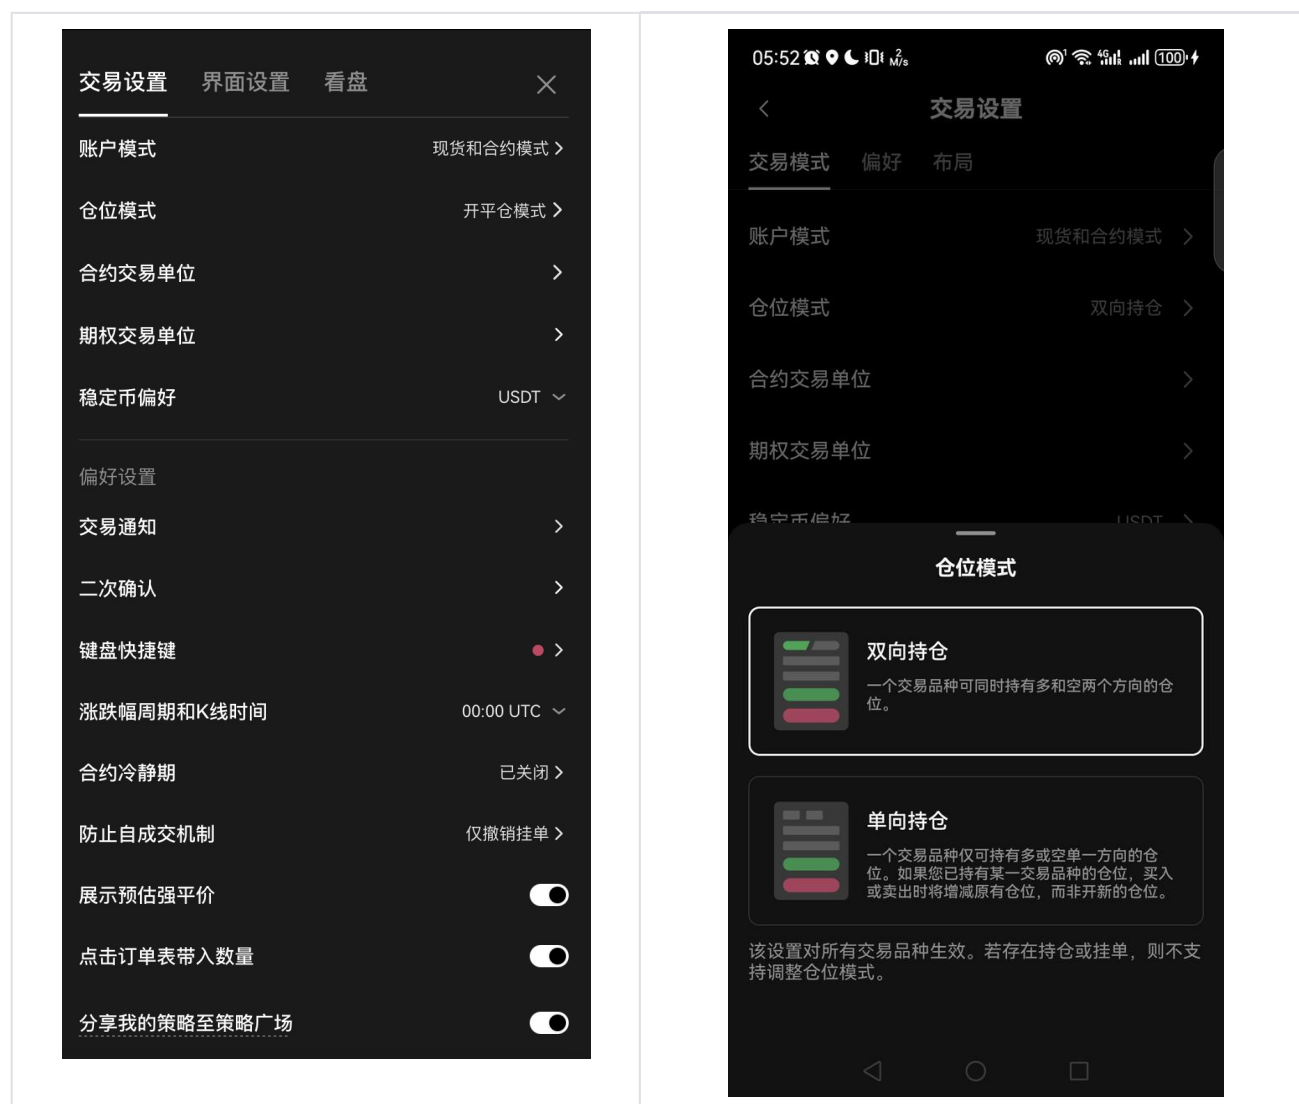 交易设置 界面设置 看盘
账户模式 现货和合约模式
仓位模式 开平仓模式
合约交易单位
期权交易单位
稳定币偏好 USDT
偏好设置
交易通知
二次确认
键盘快捷键
涨跌幅周期和K线时间 00:00 UTC
合约冷静期 已关闭
防止自成交机制 仅撤销挂单
展示预估强平价
点击订单表带入数量
分享我的策略至策略广场
05:52 2 M/s 4G 100
交易设置
交易模式 偏好 布局
账户模式 现货和合约模式
仓位模式 双向持仓
合约交易单位
期权交易单位
稳定币偏好 USDT
仓位模式
双向持仓
一个交易品种可同时持有多和空两个方向的仓
位。
单向持仓
一个交易品种仅可持有多或空单一方向的仓
位。如果您已持有某一交易品种的仓位，买入
或卖出时将增减原有仓位，而非开新的仓位。
该设置对所有交易品种生效。若存在持仓或挂单，则不支
持调整仓位模式。